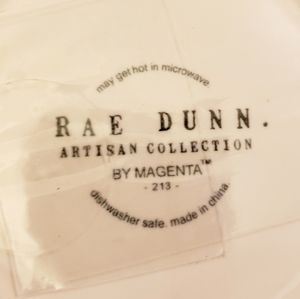 may get hot in microwave.
RAE DUNN.
ARTISAN COLLECTION
BY MAGENTA™
- 213 -
dishwasher safe. made in china.